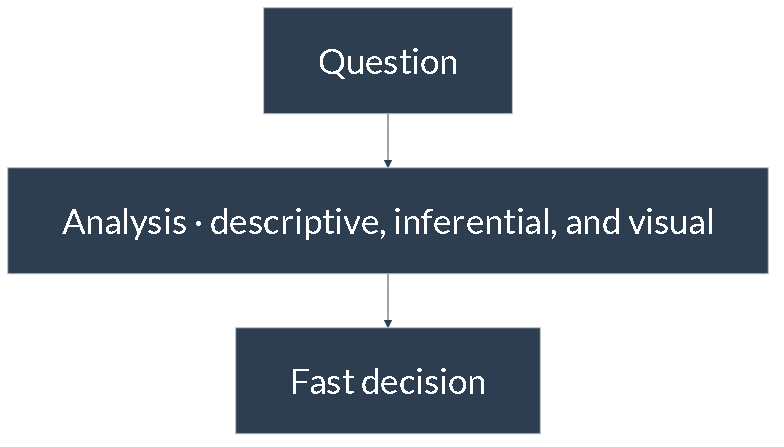 Question
Analysis · descriptive, inferential, and visual
Fast decision